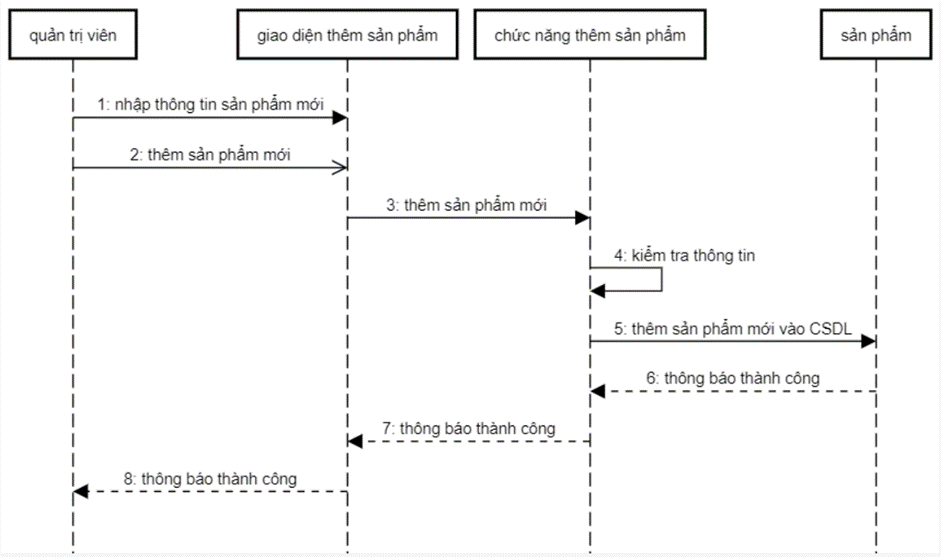 quản trị viên
giao diện thêm sản phẩm
chức năng thêm sản phẩm
sản phẩm
1: nhập thông tin sản phẩm mới
2: thêm sản phẩm mới
3: thêm sản phẩm mới
4: kiểm tra thông tin
5: thêm sản phẩm mới vào CSDL
6: thông báo thành công
7: thông báo thành công
8: thông báo thành công